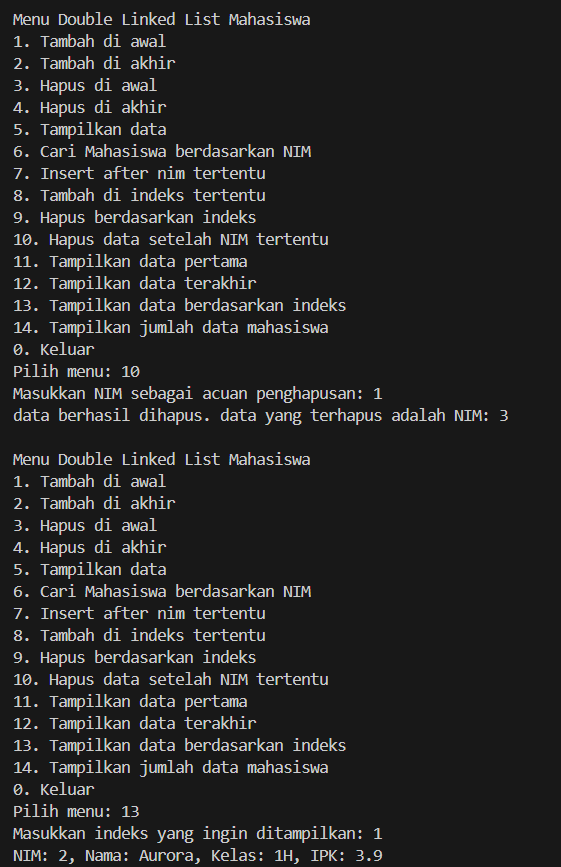 Menu Double Linked List Mahasiswa
1. Tambah di awal
2. Tambah di akhir
3. Hapus di awal
4. Hapus di akhir
5. Tampilkan data
6. Cari Mahasiswa berdasarkan NIM
7. Insert after nim tertentu
8. Tambah di indeks tertentu
9. Hapus berdasarkan indeks
10. Hapus data setelah NIM tertentu
11. Tampilkan data pertama
12. Tampilkan data terakhir
13. Tampilkan data berdasarkan indeks
14. Tampilkan jumlah data mahasiswa
0. Keluar
Pilih menu: 10
Masukkan NIM sebagai acuan penghapusan: 1
data berhasil dihapus. data yang terhapus adalah NIM: 3

Menu Double Linked List Mahasiswa
1. Tambah di awal
2. Tambah di akhir
3. Hapus di awal
4. Hapus di akhir
5. Tampilkan data
6. Cari Mahasiswa berdasarkan NIM
7. Insert after nim tertentu
8. Tambah di indeks tertentu
9. Hapus berdasarkan indeks
10. Hapus data setelah NIM tertentu
11. Tampilkan data pertama
12. Tampilkan data terakhir
13. Tampilkan data berdasarkan indeks
14. Tampilkan jumlah data mahasiswa
0. Keluar
Pilih menu: 13
Masukkan indeks yang ingin ditampilkan: 1
NIM: 2, Nama: Aurora, Kelas: 1H, IPK: 3.9